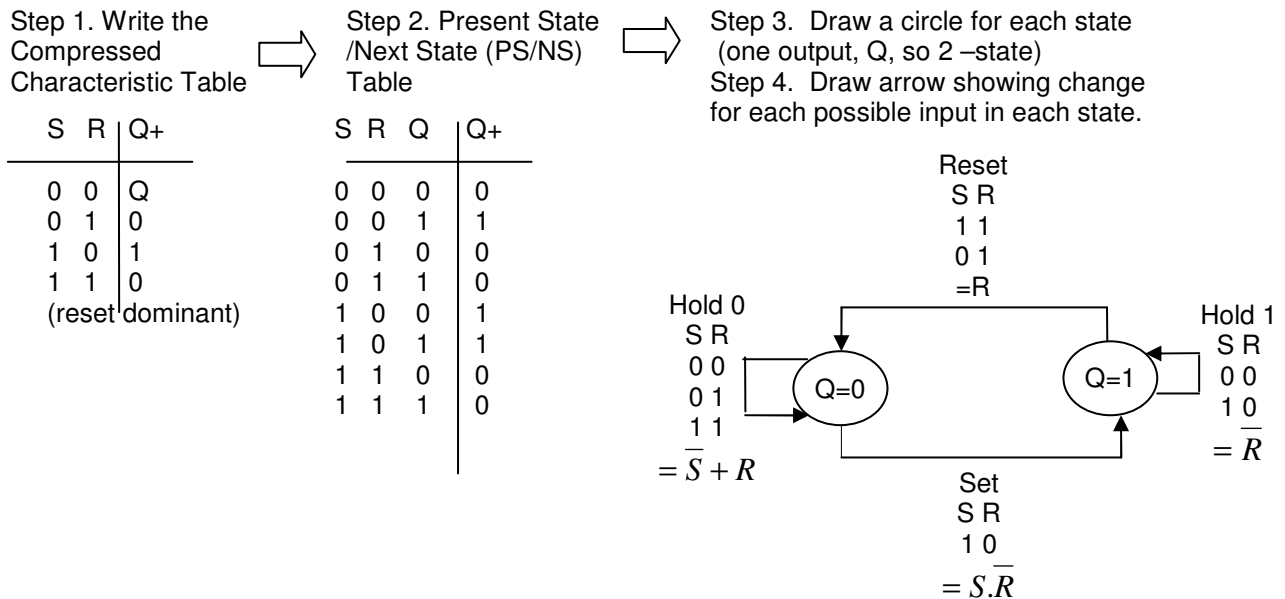 Step 1. Write the
Compressed
Characteristic Table
S R Q+
0 0 Q
0 1 0
1 0 1
1 1 0
(reset dominant)
Step 2. Present State
/Next State (PS/NS)
Table
S R Q Q+
0 0 0 0
0 0 1 1
0 1 0 0
0 1 1 0
1 0 0 1
1 0 1 1
1 1 0 0
1 1 1 0
Step 3. Draw a circle for each state
(one output, Q, so 2 –state)
Step 4. Draw arrow showing change
for each possible input in each state.
Reset
S R
1 1
0 1
=R
Hold 0
S R
0 0
0 1
1 1
= S̅ + R
Q=0
Q=1
Hold 1
S R
0 0
1 0
= R̅
Set
S R
1 0
= S.R̅